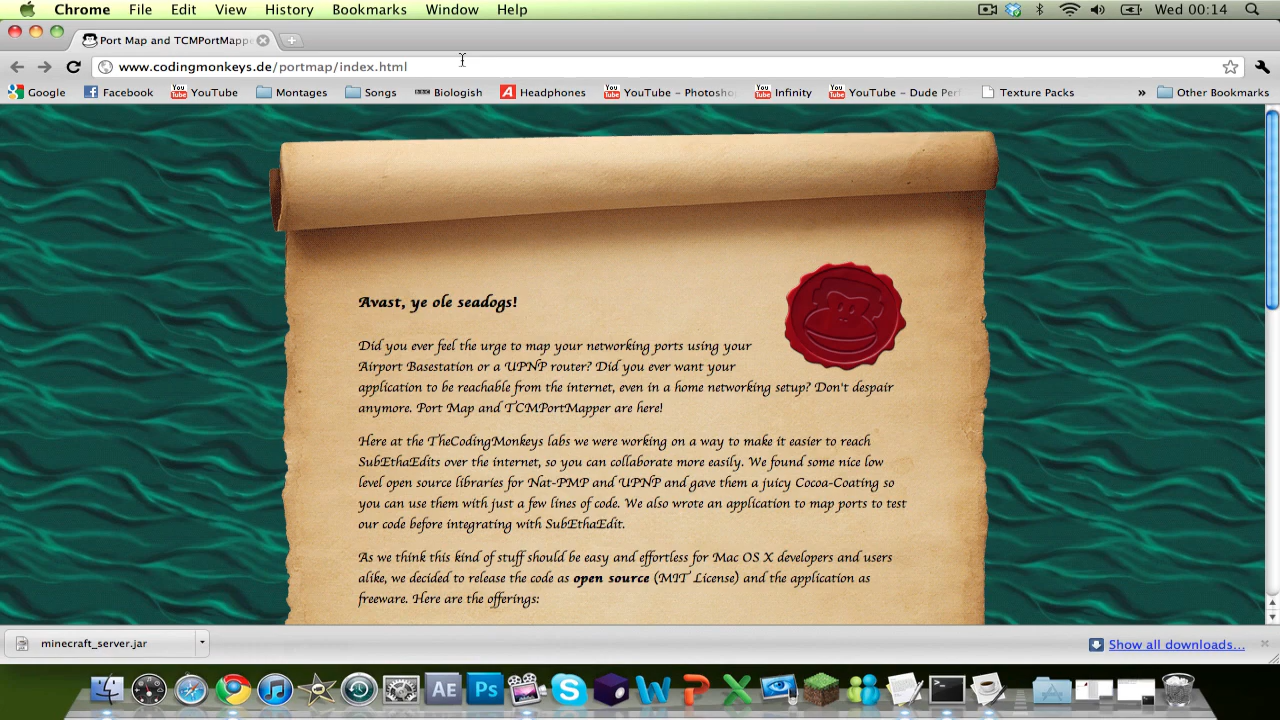 Chrome File Edit View History Bookmarks Window Help Wed 00:14
Port Map and TCMPortMappe
www.codingmonkeys.de/portmap/index.html
Google Facebook YouTube Montages Songs BBC Biologish Headphones YouTube – Photosho Infinity YouTube – Dude Per Texture Packs » Other Bookmarks
Avast, ye ole seadogs!
Did you ever feel the urge to map your networking ports using your
Airport Basestation or a UPNP router? Did you ever want your
application to be reachable from the internet, even in a home networking setup? Don't despair
anymore. Port Map and TCMPortMapper are here!
Here at the TheCodingMonkeys labs we were working on a way to make it easier to reach
SubEthaEdits over the internet, so you can collaborate more easily. We found some nice low
level open source libraries for Nat-PMP and UPNP and gave them a juicy Cocoa-Coating so
you can use them with just a few lines of code. We also wrote an application to map ports to test
our code before integrating with SubEthaEdit.
As we think this kind of stuff should be easy and effortless for Mac OS X developers and users
alike, we decided to release the code as open source (MIT License) and the application as
freeware. Here are the offerings:
minecraft_server.jar Show all downloads...
AE Ps